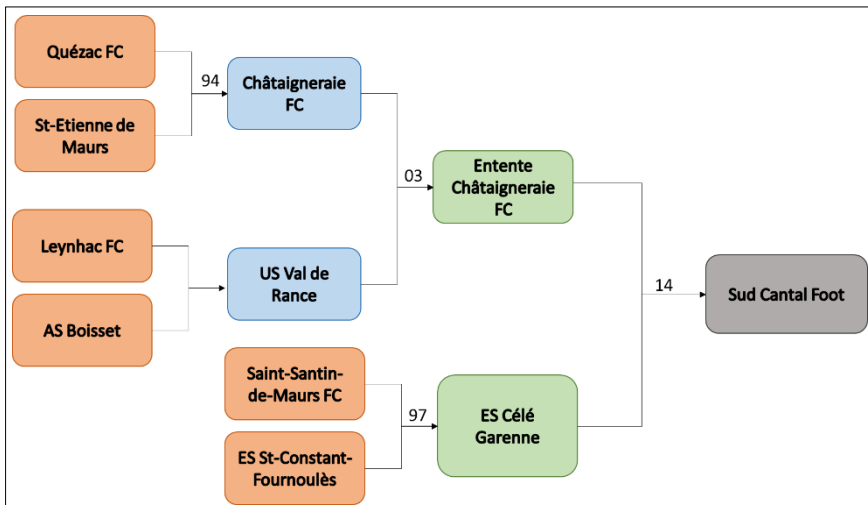 Quézac FC
94
Châtaigneraie
FC
St-Etienne de
Maurs
03
Entente
Châtaigneraie
FC
Leynhac FC
US Val de
Rance
14
Sud Cantal Foot
AS Boisset
Saint-Santin-
de-Maurs FC
97
ES Célé
Garenne
ES St-Constant-
Fournoulès